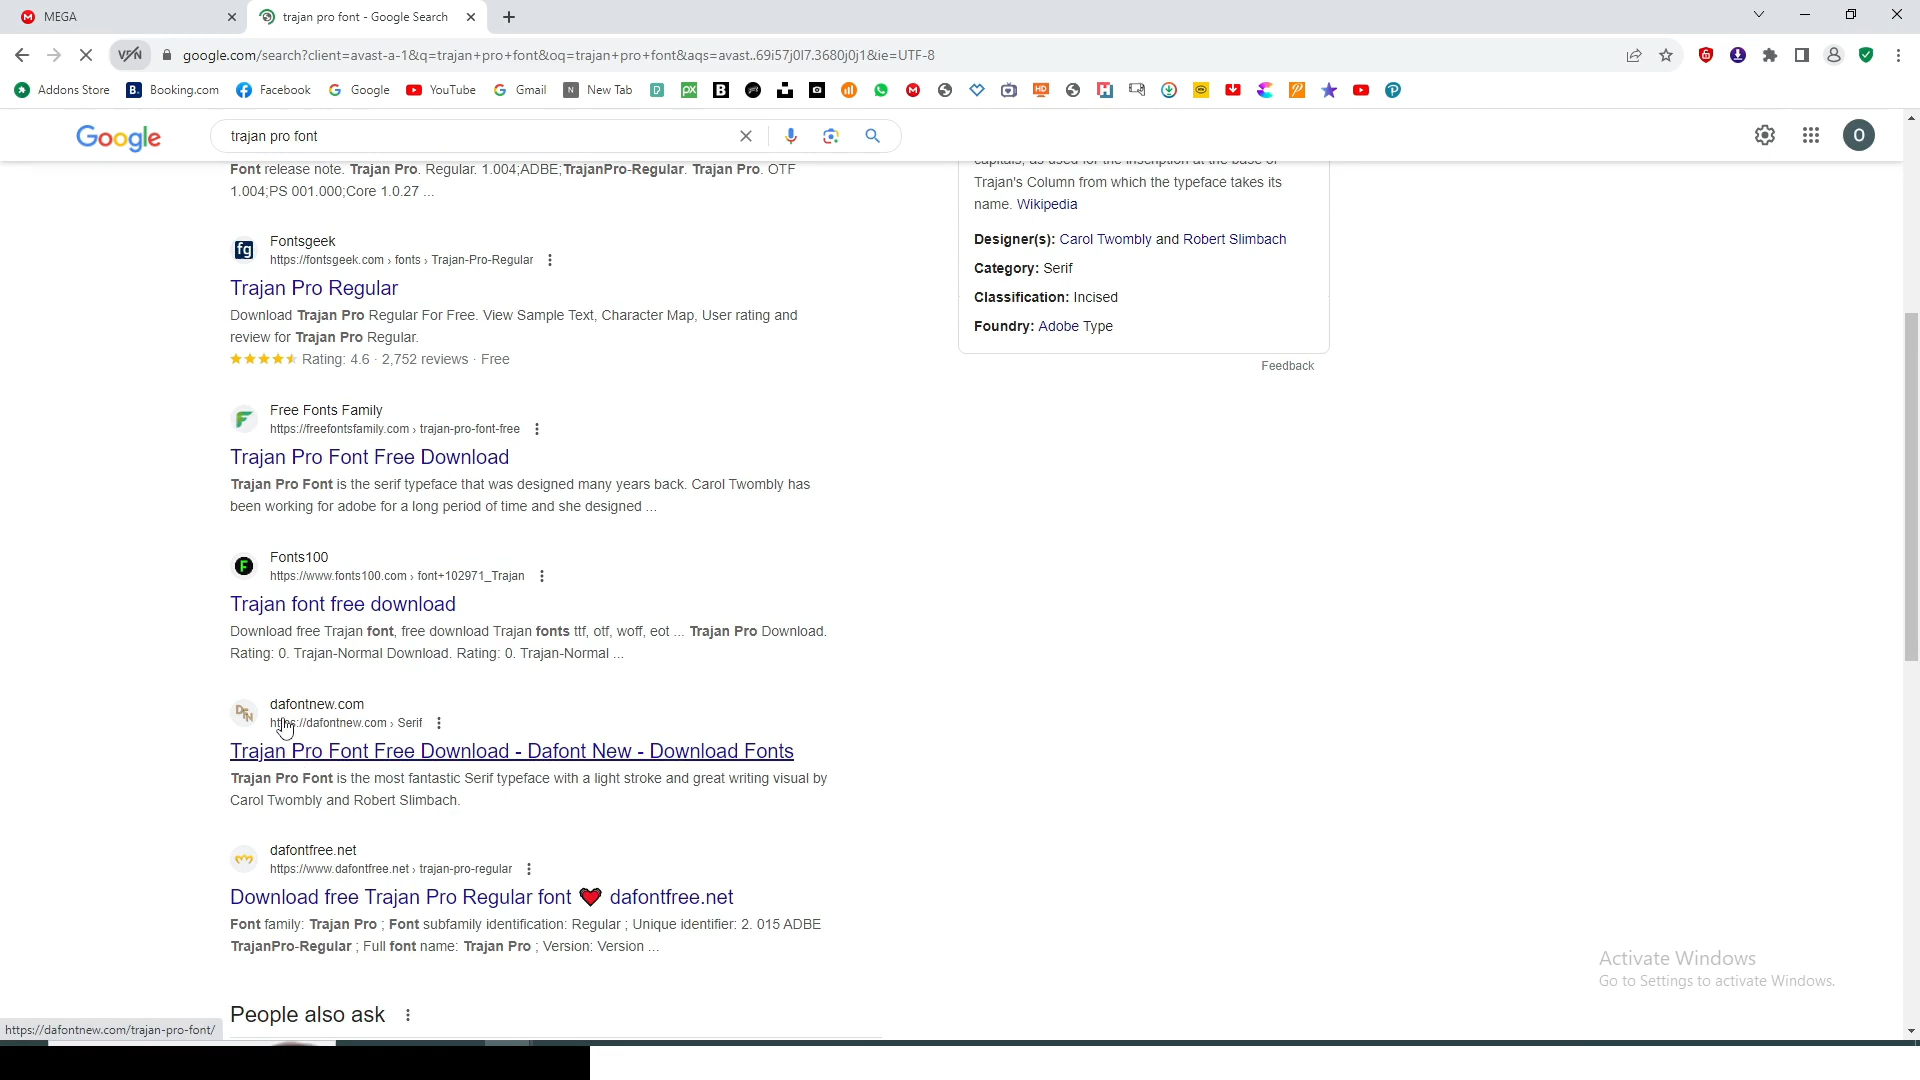 MEGA
trajan pro font - Google Search
VPN
google.com/search?client=avast-a-1&q=trajan+pro+font&oq=trajan+pro+font&aqs=avast..69i57j0l7.3680j0j1&ie=UTF-8
Addons Store
Booking.com
Facebook
Google
YouTube
Gmail
New Tab
Google
trajan pro font
O
Font release note. Trajan Pro. Regular. 1.004;ADBE;TrajanPro-Regular. Trajan Pro. OTF
1.004;PS 001.000;Core 1.0.27 ...
fg
Fontsgeek
https://fontsgeek.com › fonts › Trajan-Pro-Regular
Trajan Pro Regular
Download Trajan Pro Regular For Free. View Sample Text, Character Map, User rating and
review for Trajan Pro Regular.
Rating: 4.6 · 2,752 reviews · Free
Free Fonts Family
https://freefontsfamily.com › trajan-pro-font-free
Trajan Pro Font Free Download
Trajan Pro Font is the serif typeface that was designed many years back. Carol Twombly has
been working for adobe for a long period of time and she designed ...
Fonts100
https://www.fonts100.com › font+102971_Trajan
Trajan font free download
Download free Trajan font, free download Trajan fonts ttf, otf, woff, eot ... Trajan Pro Download.
Rating: 0. Trajan-Normal Download. Rating: 0. Trajan-Normal ...
DFN
dafontnew.com
https://dafontnew.com › Serif
Trajan Pro Font Free Download - Dafont New - Download Fonts
Trajan Pro Font is the most fantastic Serif typeface with a light stroke and great writing visual by
Carol Twombly and Robert Slimbach.
dafontfree.net
https://www.dafontfree.net › trajan-pro-regular
Download free Trajan Pro Regular font ❤️ dafontfree.net
Font family: Trajan Pro ; Font subfamily identification: Regular ; Unique identifier: 2. 015 ADBE
TrajanPro-Regular ; Full font name: Trajan Pro ; Version: Version ...
People also ask
capitals, as used for the inscription at the base of
Trajan's Column from which the typeface takes its
name. Wikipedia
Designer(s): Carol Twombly and Robert Slimbach
Category: Serif
Classification: Incised
Foundry: Adobe Type
Feedback
Activate Windows
Go to Settings to activate Windows.
https://dafontnew.com/trajan-pro-font/